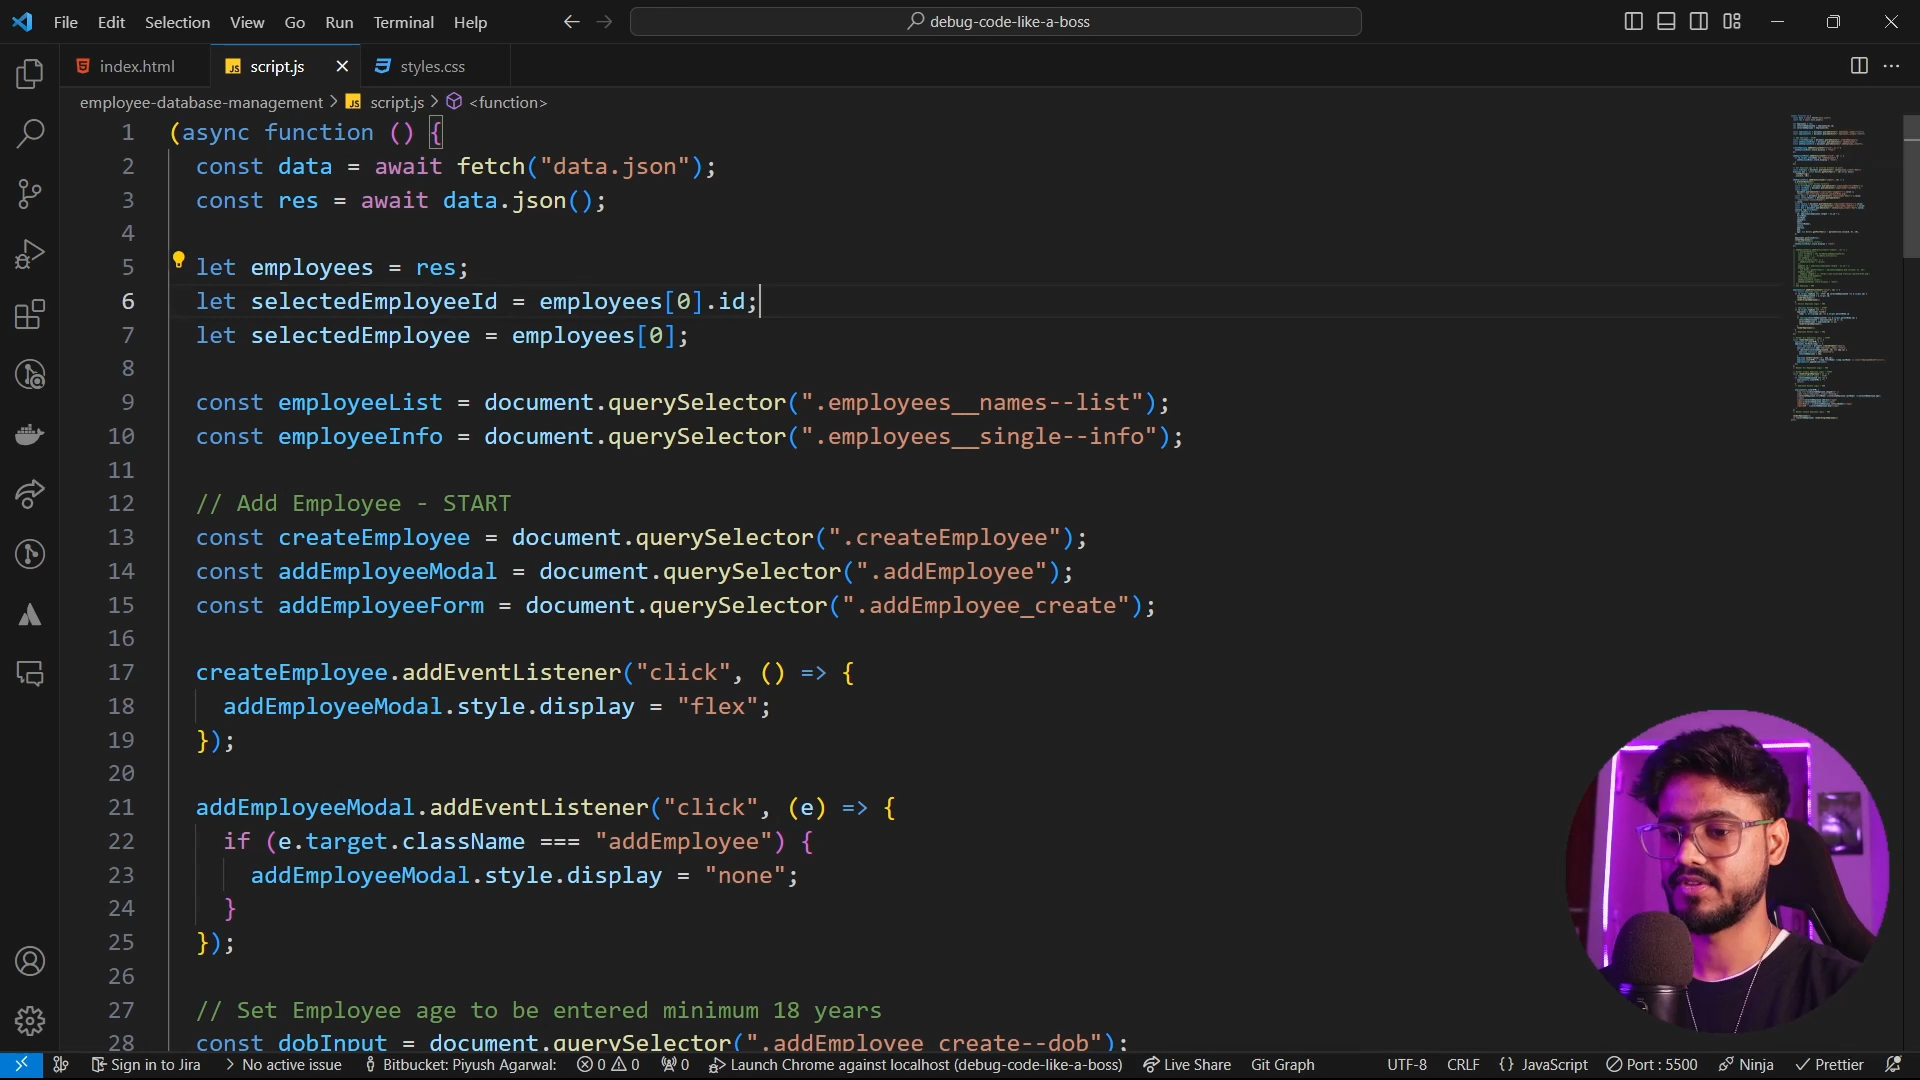 File Edit Selection View Go Run Terminal Help
debug-code-like-a-boss
index.html
JS script.js
styles.css
employee-database-management > JS script.js > <function>
1 (async function () {
2 const data = await fetch("data.json");
3 const res = await data.json();
4
5 let employees = res;
6 let selectedEmployeeId = employees[0].id;
7 let selectedEmployee = employees[0];
8
9 const employeeList = document.querySelector(".employees__names--list");
10 const employeeInfo = document.querySelector(".employees__single--info");
11
12 // Add Employee - START
13 const createEmployee = document.querySelector(".createEmployee");
14 const addEmployeeModal = document.querySelector(".addEmployee");
15 const addEmployeeForm = document.querySelector(".addEmployee_create");
16
17 createEmployee.addEventListener("click", () => {
18 addEmployeeModal.style.display = "flex";
19 });
20
21 addEmployeeModal.addEventListener("click", (e) => {
22 if (e.target.className === "addEmployee") {
23 addEmployeeModal.style.display = "none";
24 }
25 });
26
27 // Set Employee age to be entered minimum 18 years
28 const dobInput = document.querySelector(".addEmployee_create--dob");
Sign in to Jira > No active issue Bitbucket: Piyush Agarwal: 0 0 0 Launch Chrome against localhost (debug-code-like-a-boss) Live Share Git Graph UTF-8 CRLF {} JavaScript Port : 5500 Ninja Prettier